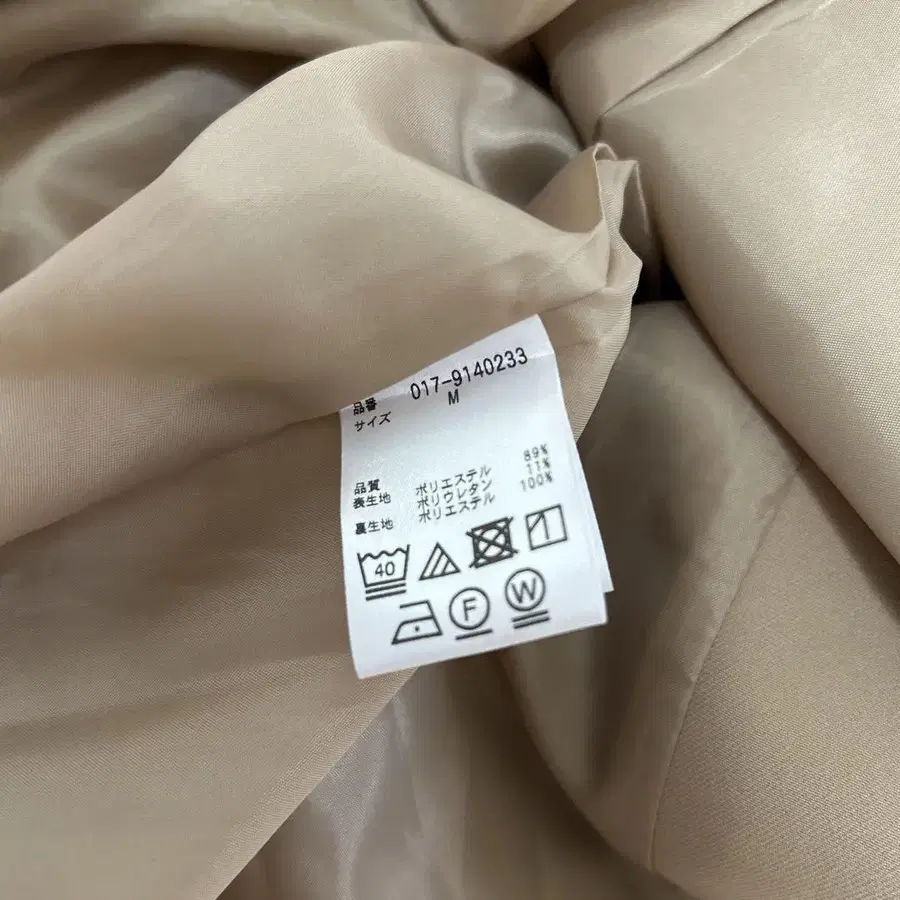 品番 017-9140233
サイズ M
品質
表生地 ポリエステル 89%
ポリウレタン 11%
裏生地 ポリエステル 100%
40
F W